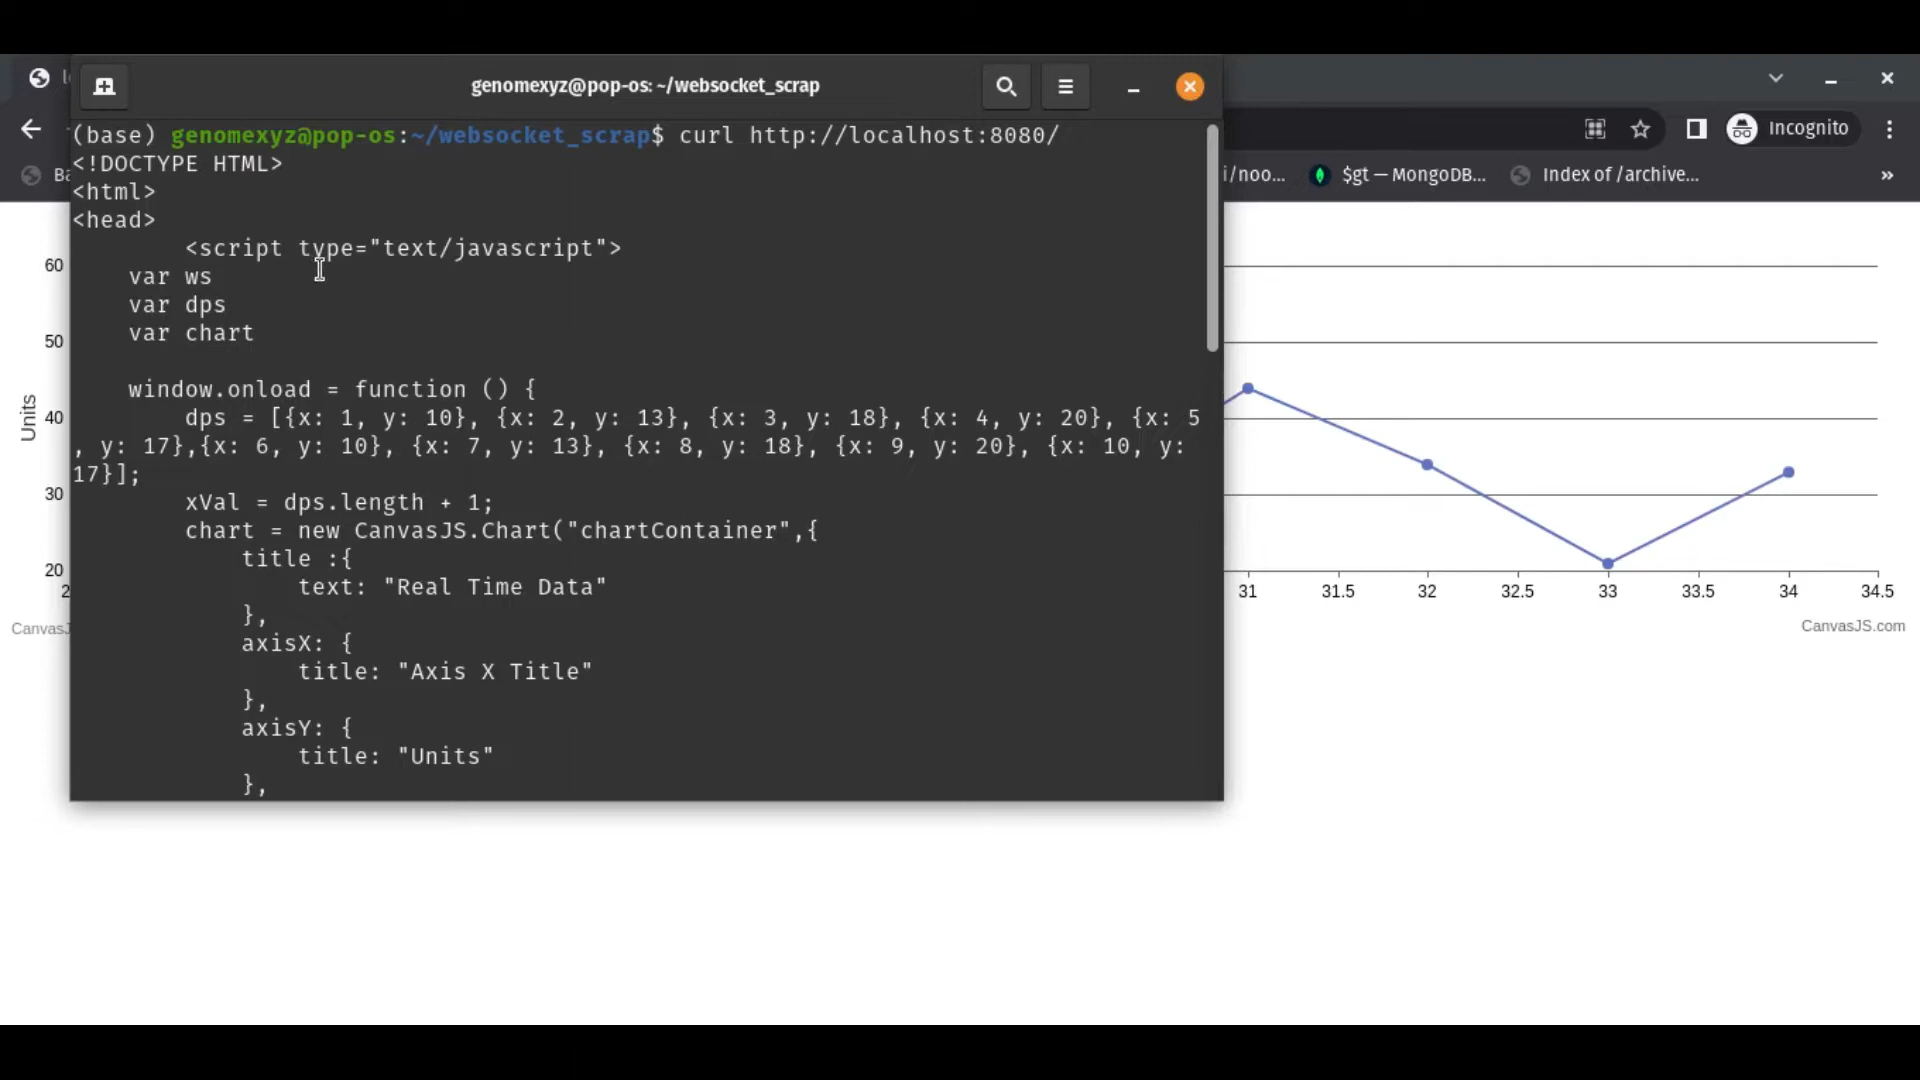 genomexyz@pop-os: ~/websocket_scrap
(base) genomexyz@pop-os:~/websocket_scrap$ curl http://localhost:8080/
<!DOCTYPE HTML>
<html>
<head>
<script type="text/javascript">
var ws
var dps
var chart
window.onload = function () {
dps = [{x: 1, y: 10}, {x: 2, y: 13}, {x: 3, y: 18}, {x: 4, y: 20}, {x: 5
, y: 17},{x: 6, y: 10}, {x: 7, y: 13}, {x: 8, y: 18}, {x: 9, y: 20}, {x: 10, y:
17}];
xVal = dps.length + 1;
chart = new CanvasJS.Chart("chartContainer",{
title :{
text: "Real Time Data"
},
axisX: {
title: "Axis X Title"
},
axisY: {
title: "Units"
},
Incognito
Ba
i/noo...
$gt — MongoDB...
Index of /archive...
»
60
50
40
30
20
Units
2
31
31.5
32
32.5
33
33.5
34
34.5
CanvasJ
CanvasJS.com